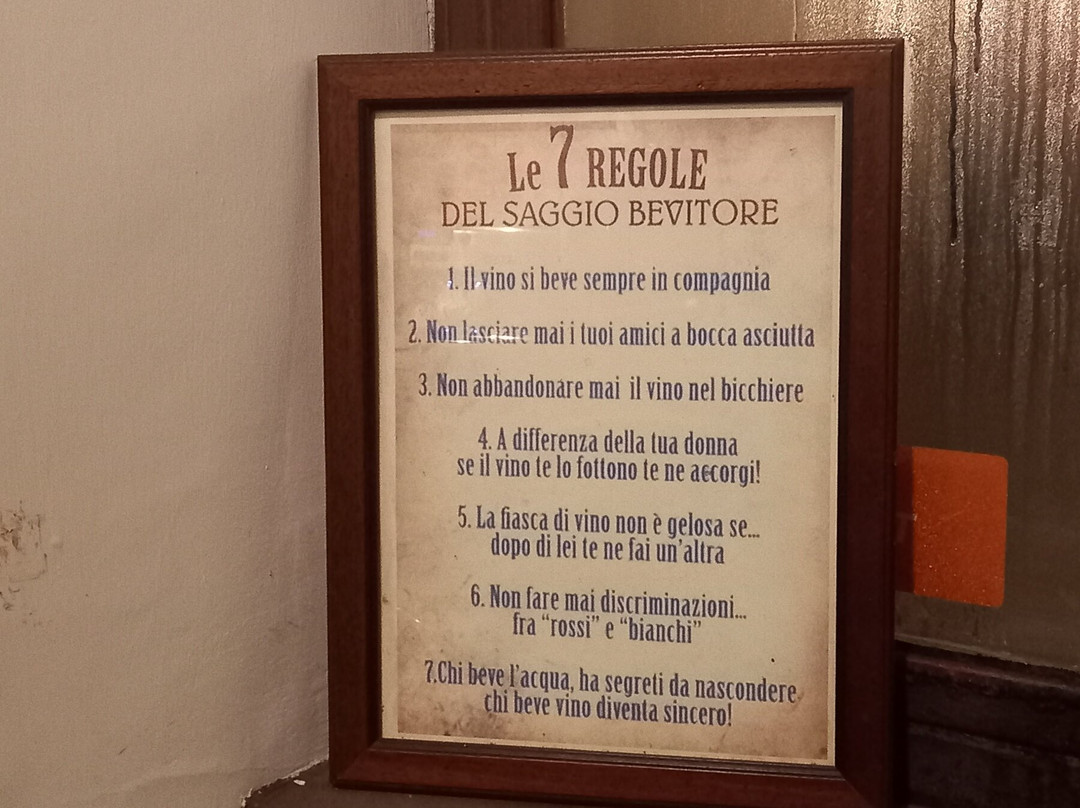 Le 7 REGOLE
DEL SAGGIO BEVITORE
1. Il vino si beve sempre in compagnia
2. Non lasciare mai i tuoi amici a bocca asciutta
3. Non abbandonare mai il vino nel bicchiere
4. A differenza della tua donna
se il vino te lo fottono te ne accorgi!
5. La fiasca di vino non è gelosa se...
dopo di lei te ne fai un'altra
6. Non fare mai discriminazioni...
fra “rossi” e “bianchi”
7.Chi beve l'acqua, ha segreti da nascondere
chi beve vino diventa sincero!